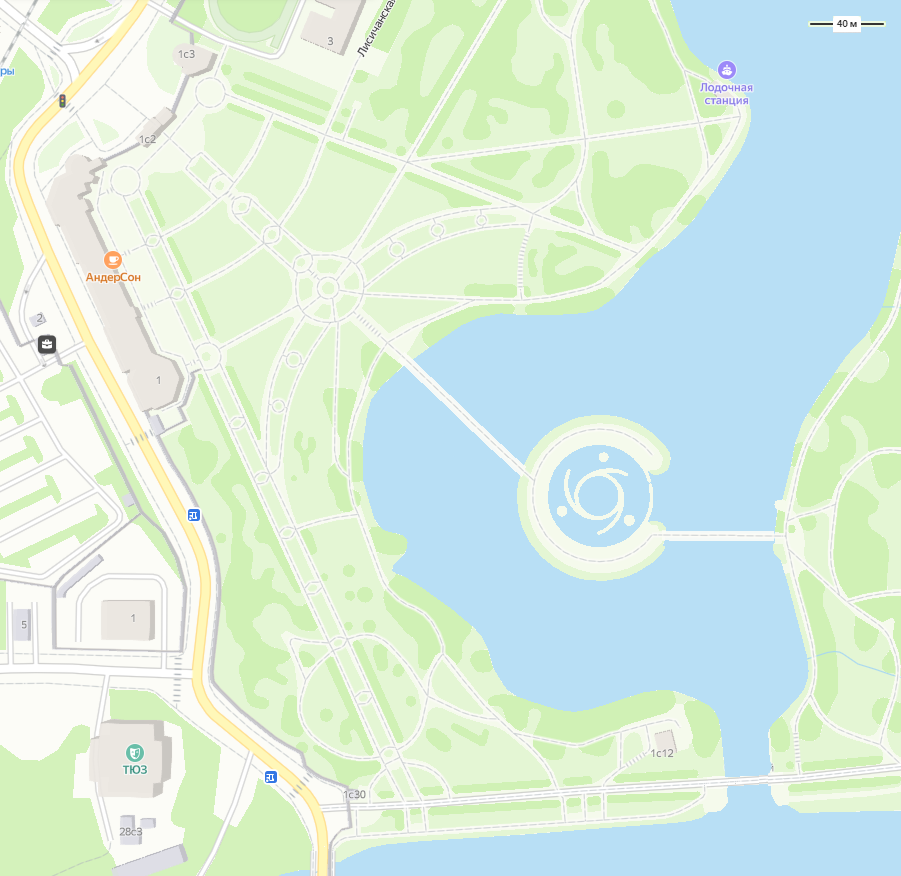 40 м
1с3
3
Лисичанская
ры
Лодочная
станция
1с2
АндерСон
2
1
1
5
ТЮЗ
1с12
1с30
28с3